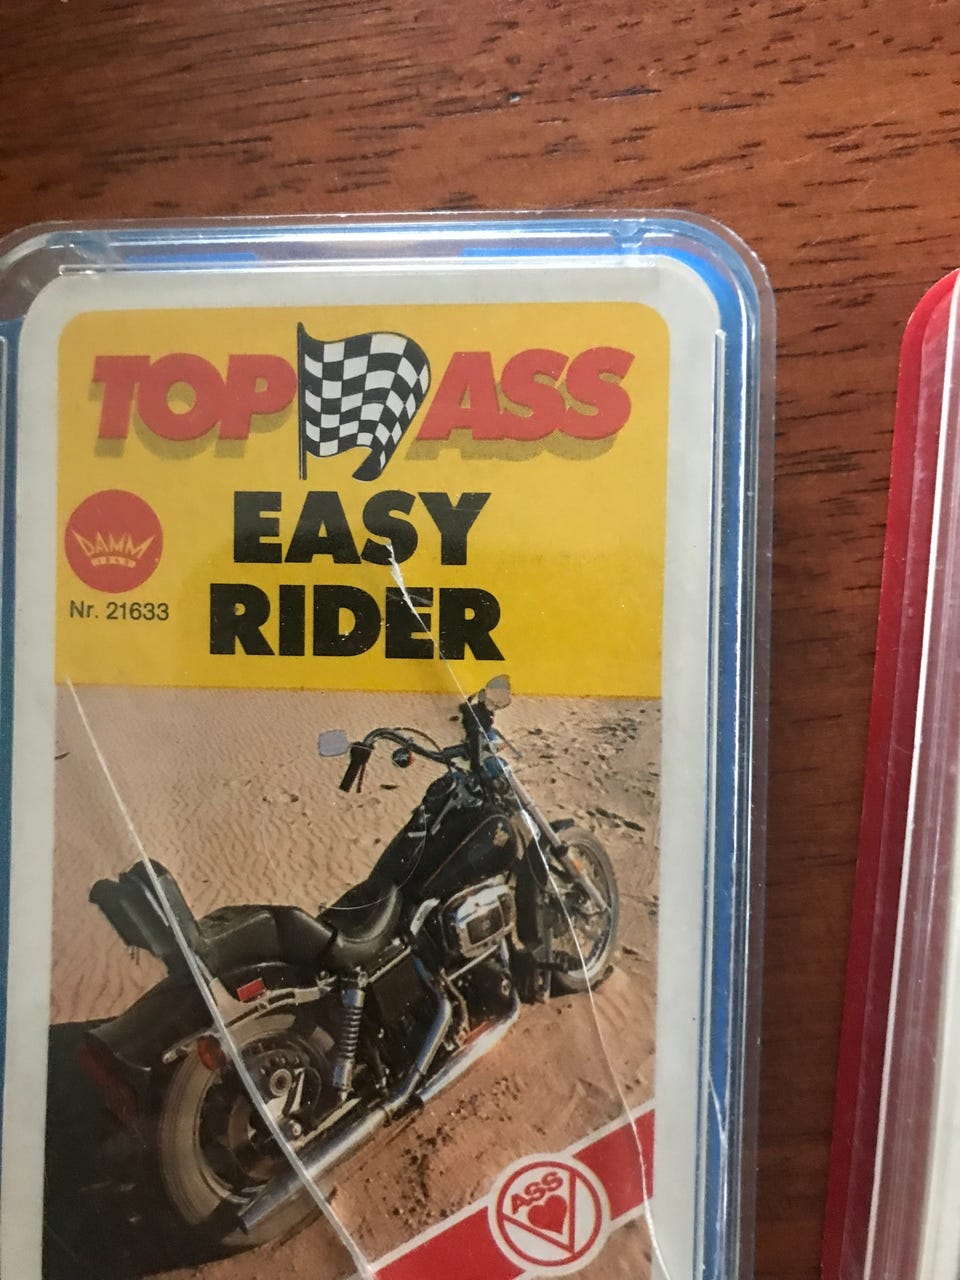 TOP ASS
EASY
RIDER
DAMM
Nr. 21633
ASS